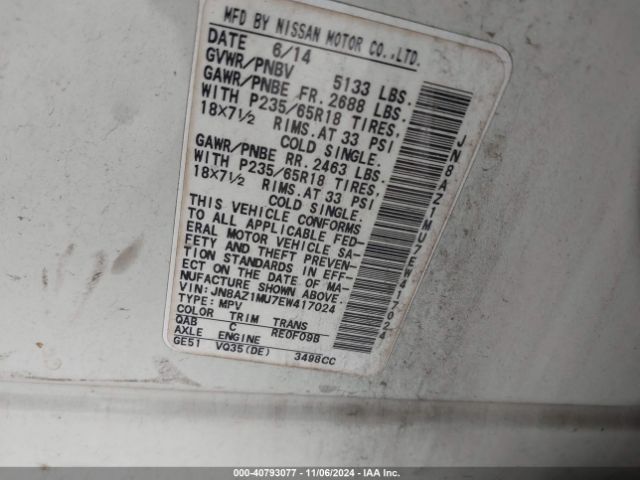 MFD BY NISSAN MOTOR CO.,LTD.
DATE 6/14
GVWR/PNBV 5133 LBS.
GAWR/PNBE FR. 2688 LBS.
WITH P235/65R18 TIRES,
18X7½ RIMS. AT 33 PSI
COLD SINGLE.
GAWR/PNBE RR. 2463 LBS.
WITH P235/65R18 TIRES,
18X7½ RIMS. AT 33 PSI
COLD SINGLE.
THIS VEHICLE CONFORMS
TO ALL APPLICABLE FED-
ERAL MOTOR VEHICLE SA-
FETY AND THEFT PREVEN-
TION STANDARDS IN EFF-
ECT ON THE DATE OF MA-
NUFACTURE SHOWN ABOVE.
VIN: JN8AZ1MU7EW417024
TYPE: MPV
COLOR TRIM TRANS
QAB C RE0F09B
AXLE ENGINE
GE51 VQ35(DE) 3498CC
JN8AZ1MU7EW417024
000-40793077 - 11/06/2024 - IAA Inc.